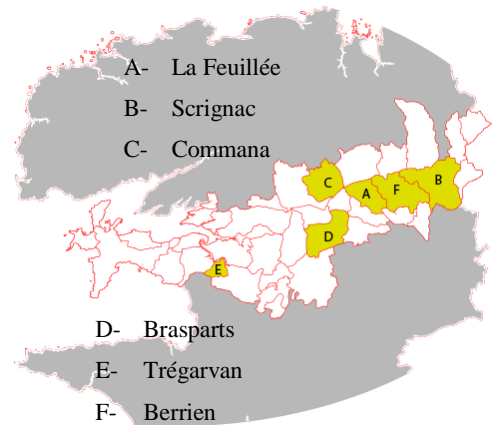 A- La Feuillée
B- Scrignac
C- Commana
B
C
A F
D
E
D- Brasparts
E- Trégarvan
F- Berrien